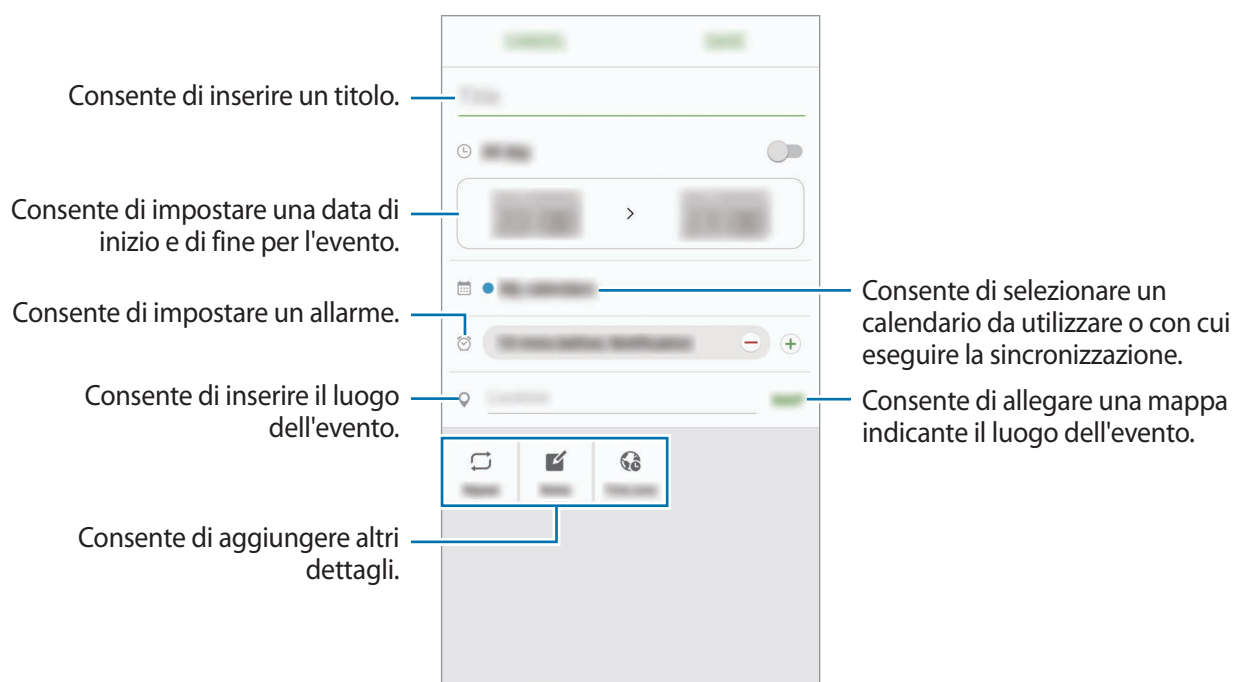 Consente di inserire un titolo.
Consente di impostare una data di
inizio e di fine per l'evento.
Consente di impostare un allarme.
Consente di selezionare un
calendario da utilizzare o con cui
eseguire la sincronizzazione.
Consente di inserire il luogo
dell'evento.
Consente di allegare una mappa
indicante il luogo dell'evento.
Consente di aggiungere altri
dettagli.